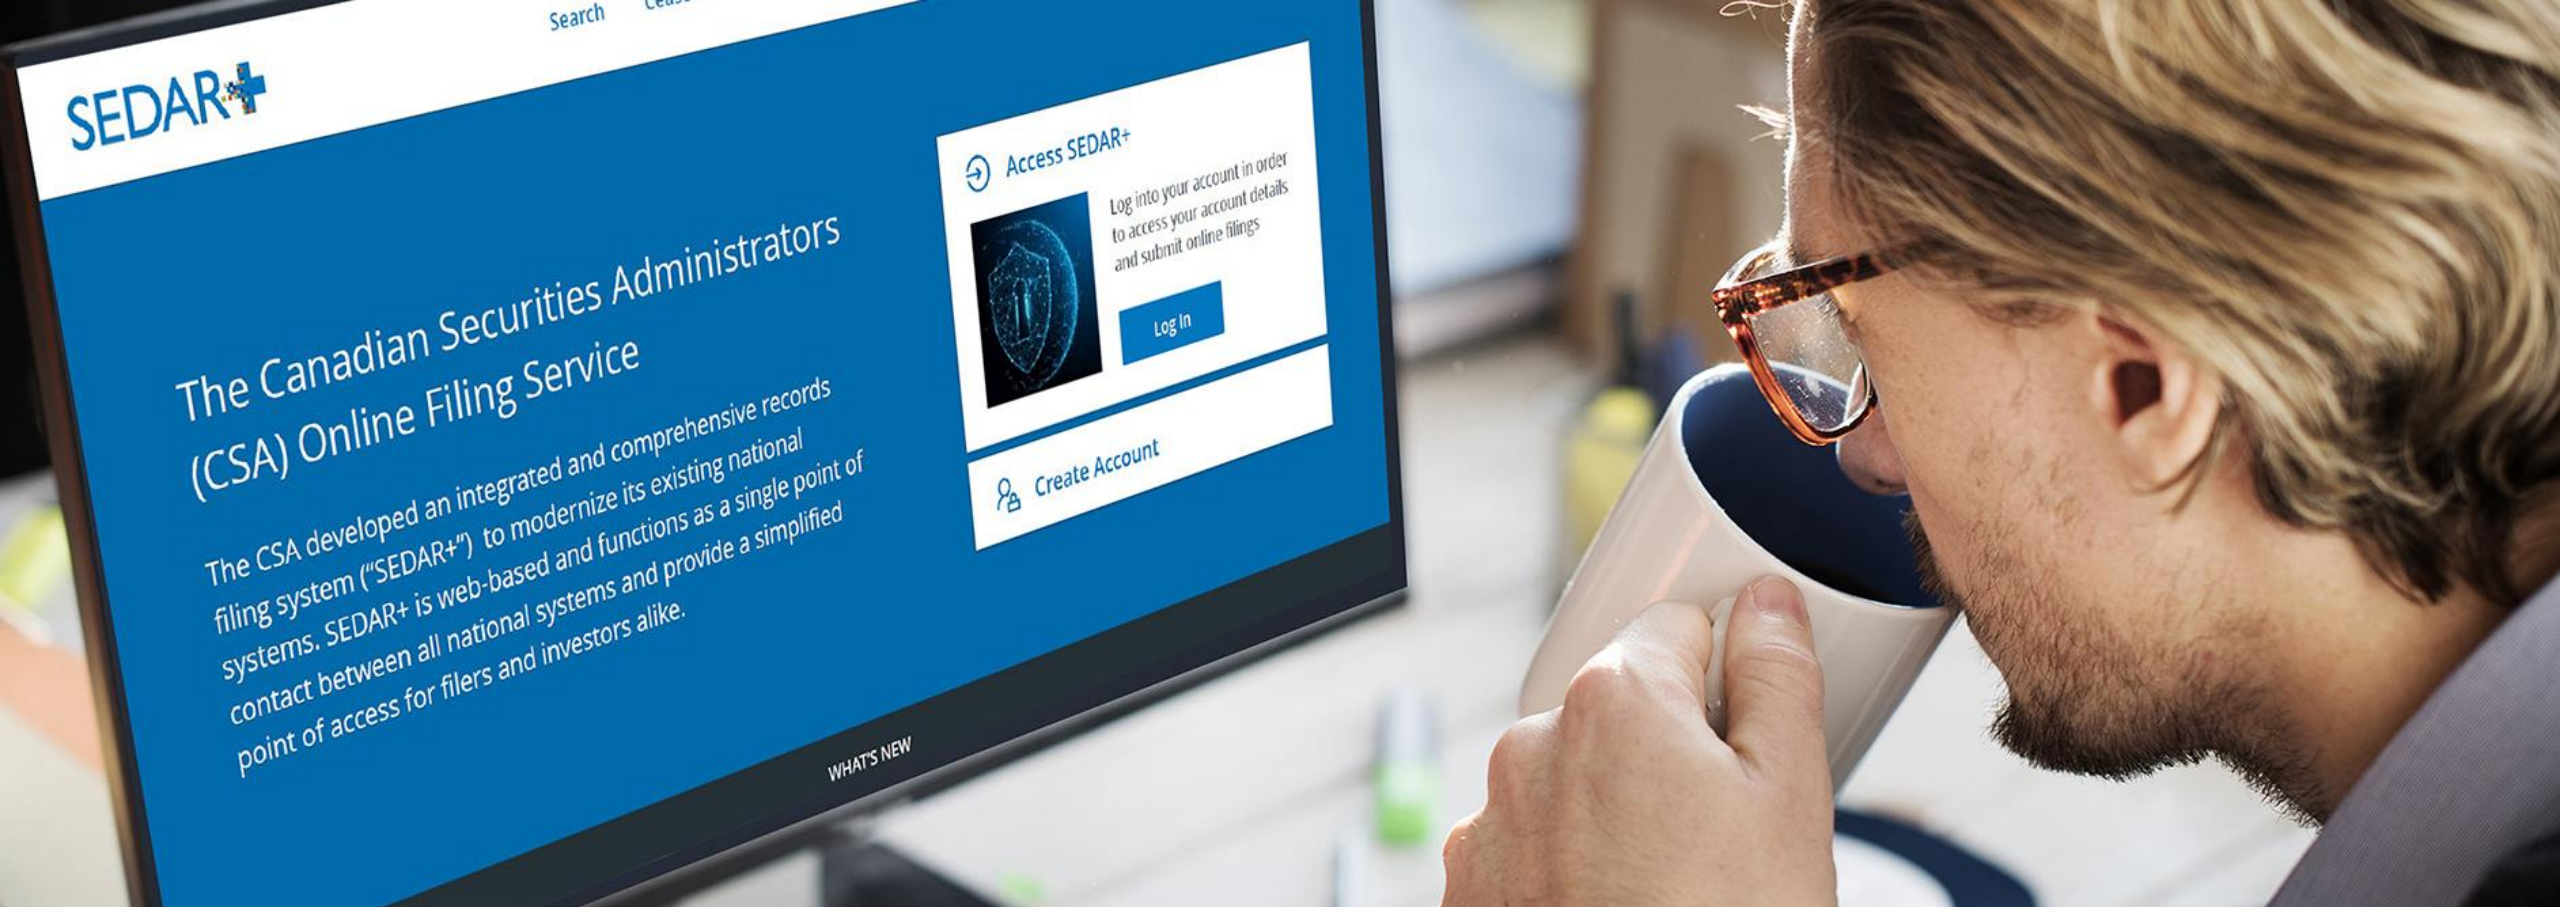 Search
SEDAR+
The Canadian Securities Administrators
(CSA) Online Filing Service
The CSA developed an integrated and comprehensive records
filing system (“SEDAR+”) to modernize its existing national
systems. SEDAR+ is web-based and functions as a single point of
contact between all national systems and provide a simplified
point of access for filers and investors alike.
Access SEDAR+
Log into your account in order
to access your account details
and submit online filings
Log In
Create Account
WHAT'S NEW